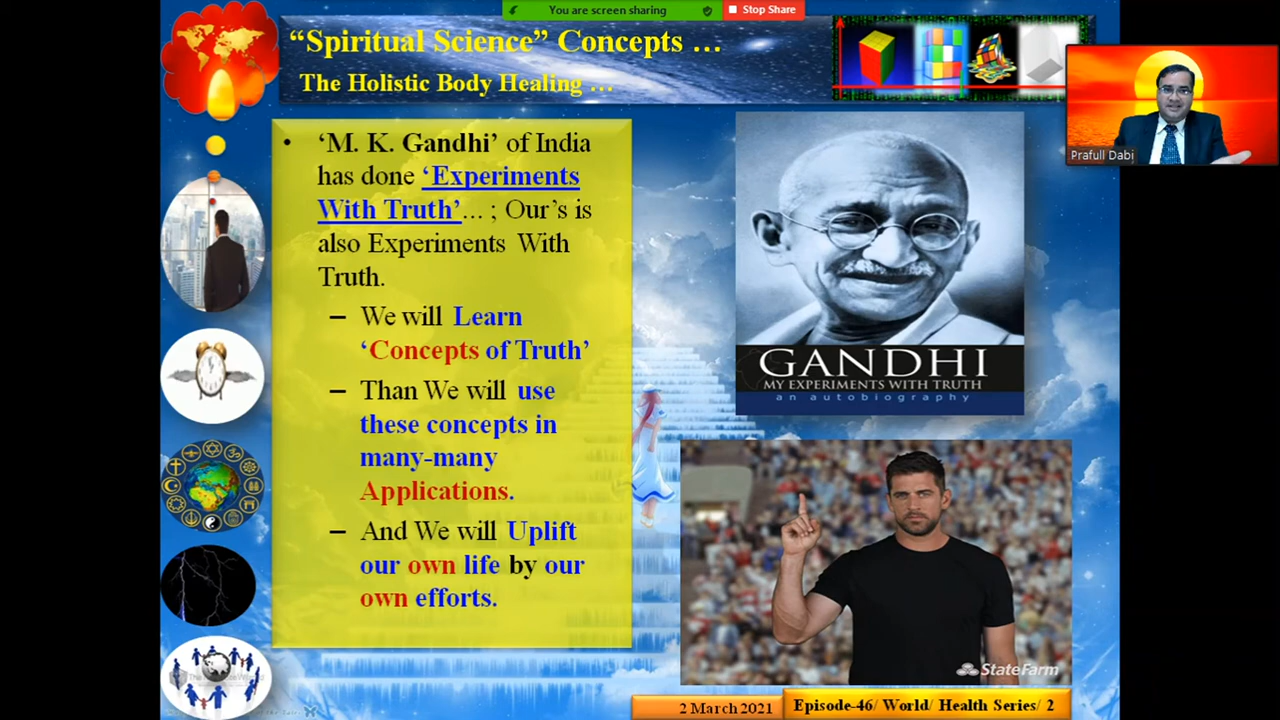 You are screen sharing
Stop Share
“Spiritual Science” Concepts …
The Holistic Body Healing …
Prafull Dabi
• ‘M. K. Gandhi’ of India
has done ‘Experiments
With Truth’… ; Our’s is
also Experiments With
Truth.
– We will Learn
‘Concepts of Truth’
– Than We will use
these concepts in
many-many
Applications.
– And We will Uplift
our own life by our
own efforts.
GANDHI
MY EXPERIMENTS WITH TRUTH
an autobiography
StateFarm
2 March 2021
Episode-46/ World/ Health Series/ 2